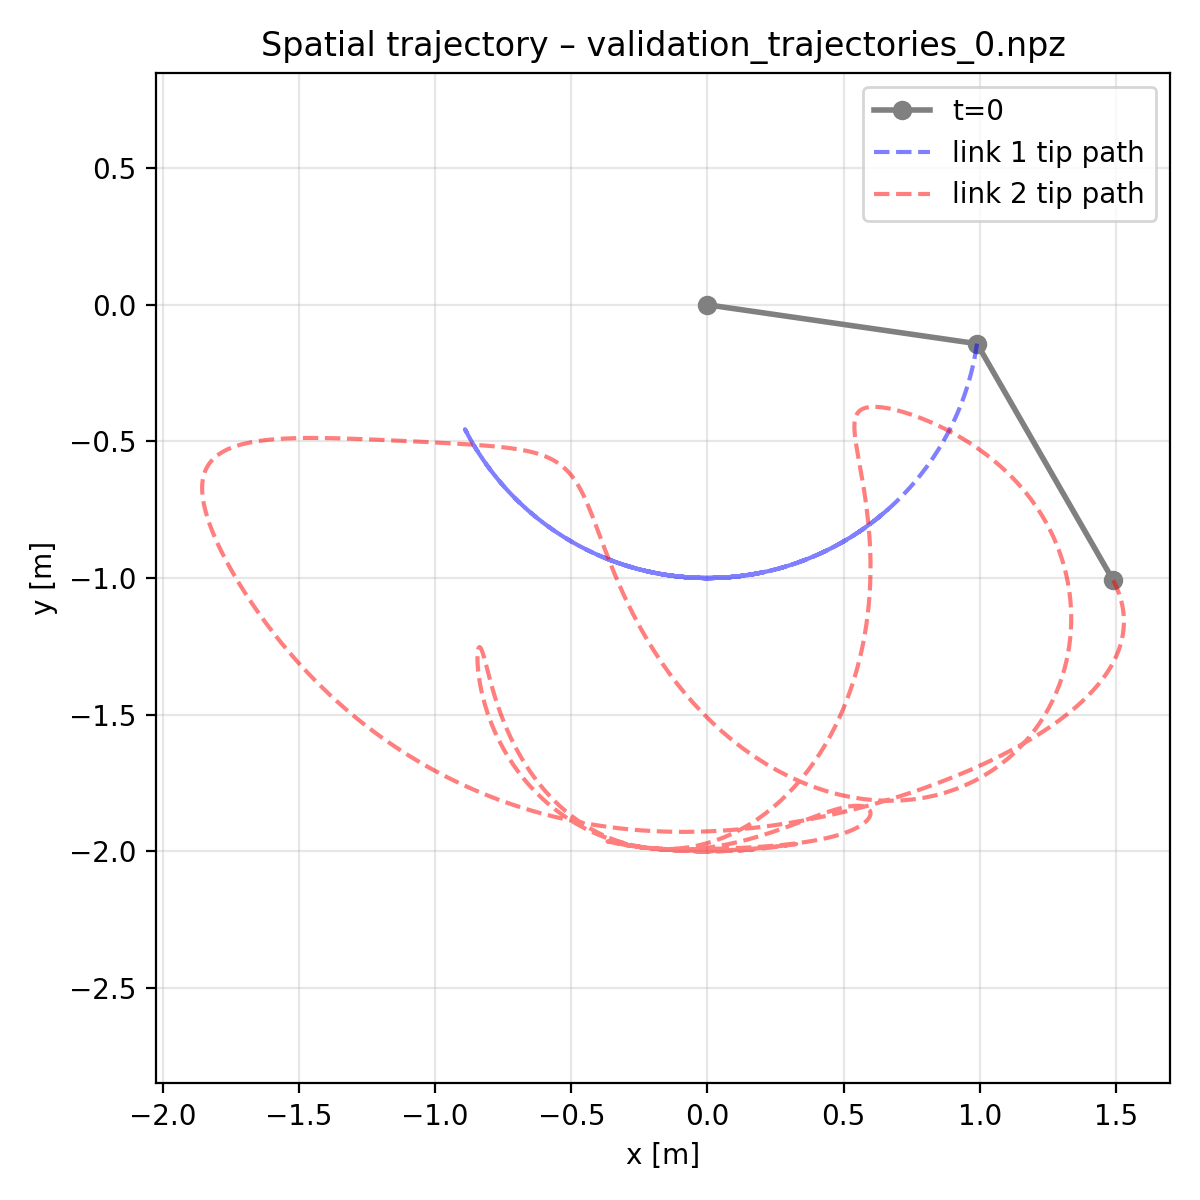 Spatial trajectory – validation_trajectories_0.npz
t=0
link 1 tip path
link 2 tip path
0.5
0.0
−0.5
−1.0
−1.5
−2.0
−2.5
y [m]
−2.0 −1.5 −1.0 −0.5 0.0 0.5 1.0 1.5
x [m]